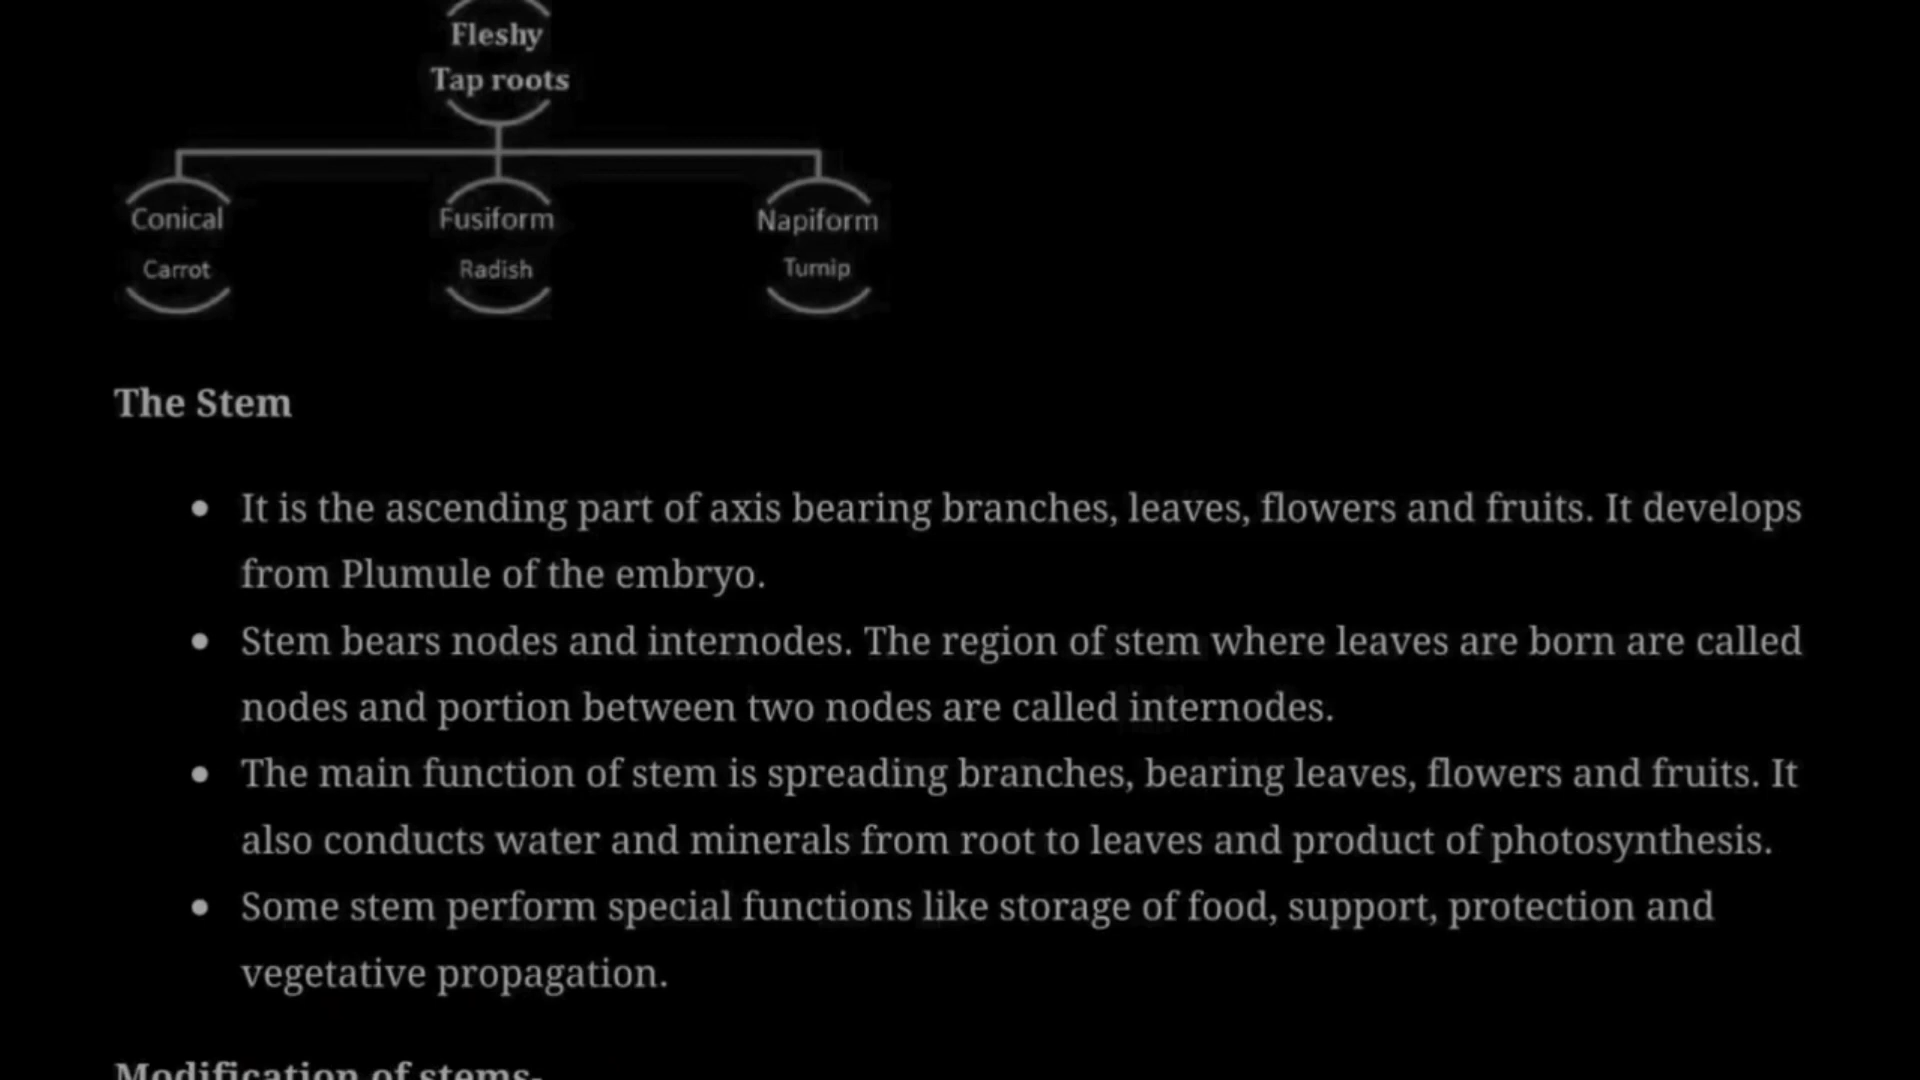 Fleshy
Tap roots
Conical
Fusiform
Napiform
Carrot
Radish
Turnip
The Stem
• It is the ascending part of axis bearing branches, leaves, flowers and fruits. It develops
from Plumule of the embryo.
• Stem bears nodes and internodes. The region of stem where leaves are born are called
nodes and portion between two nodes are called internodes.
• The main function of stem is spreading branches, bearing leaves, flowers and fruits. It
also conducts water and minerals from root to leaves and product of photosynthesis.
• Some stem perform special functions like storage of food, support, protection and
vegetative propagation.
Modification of stems-